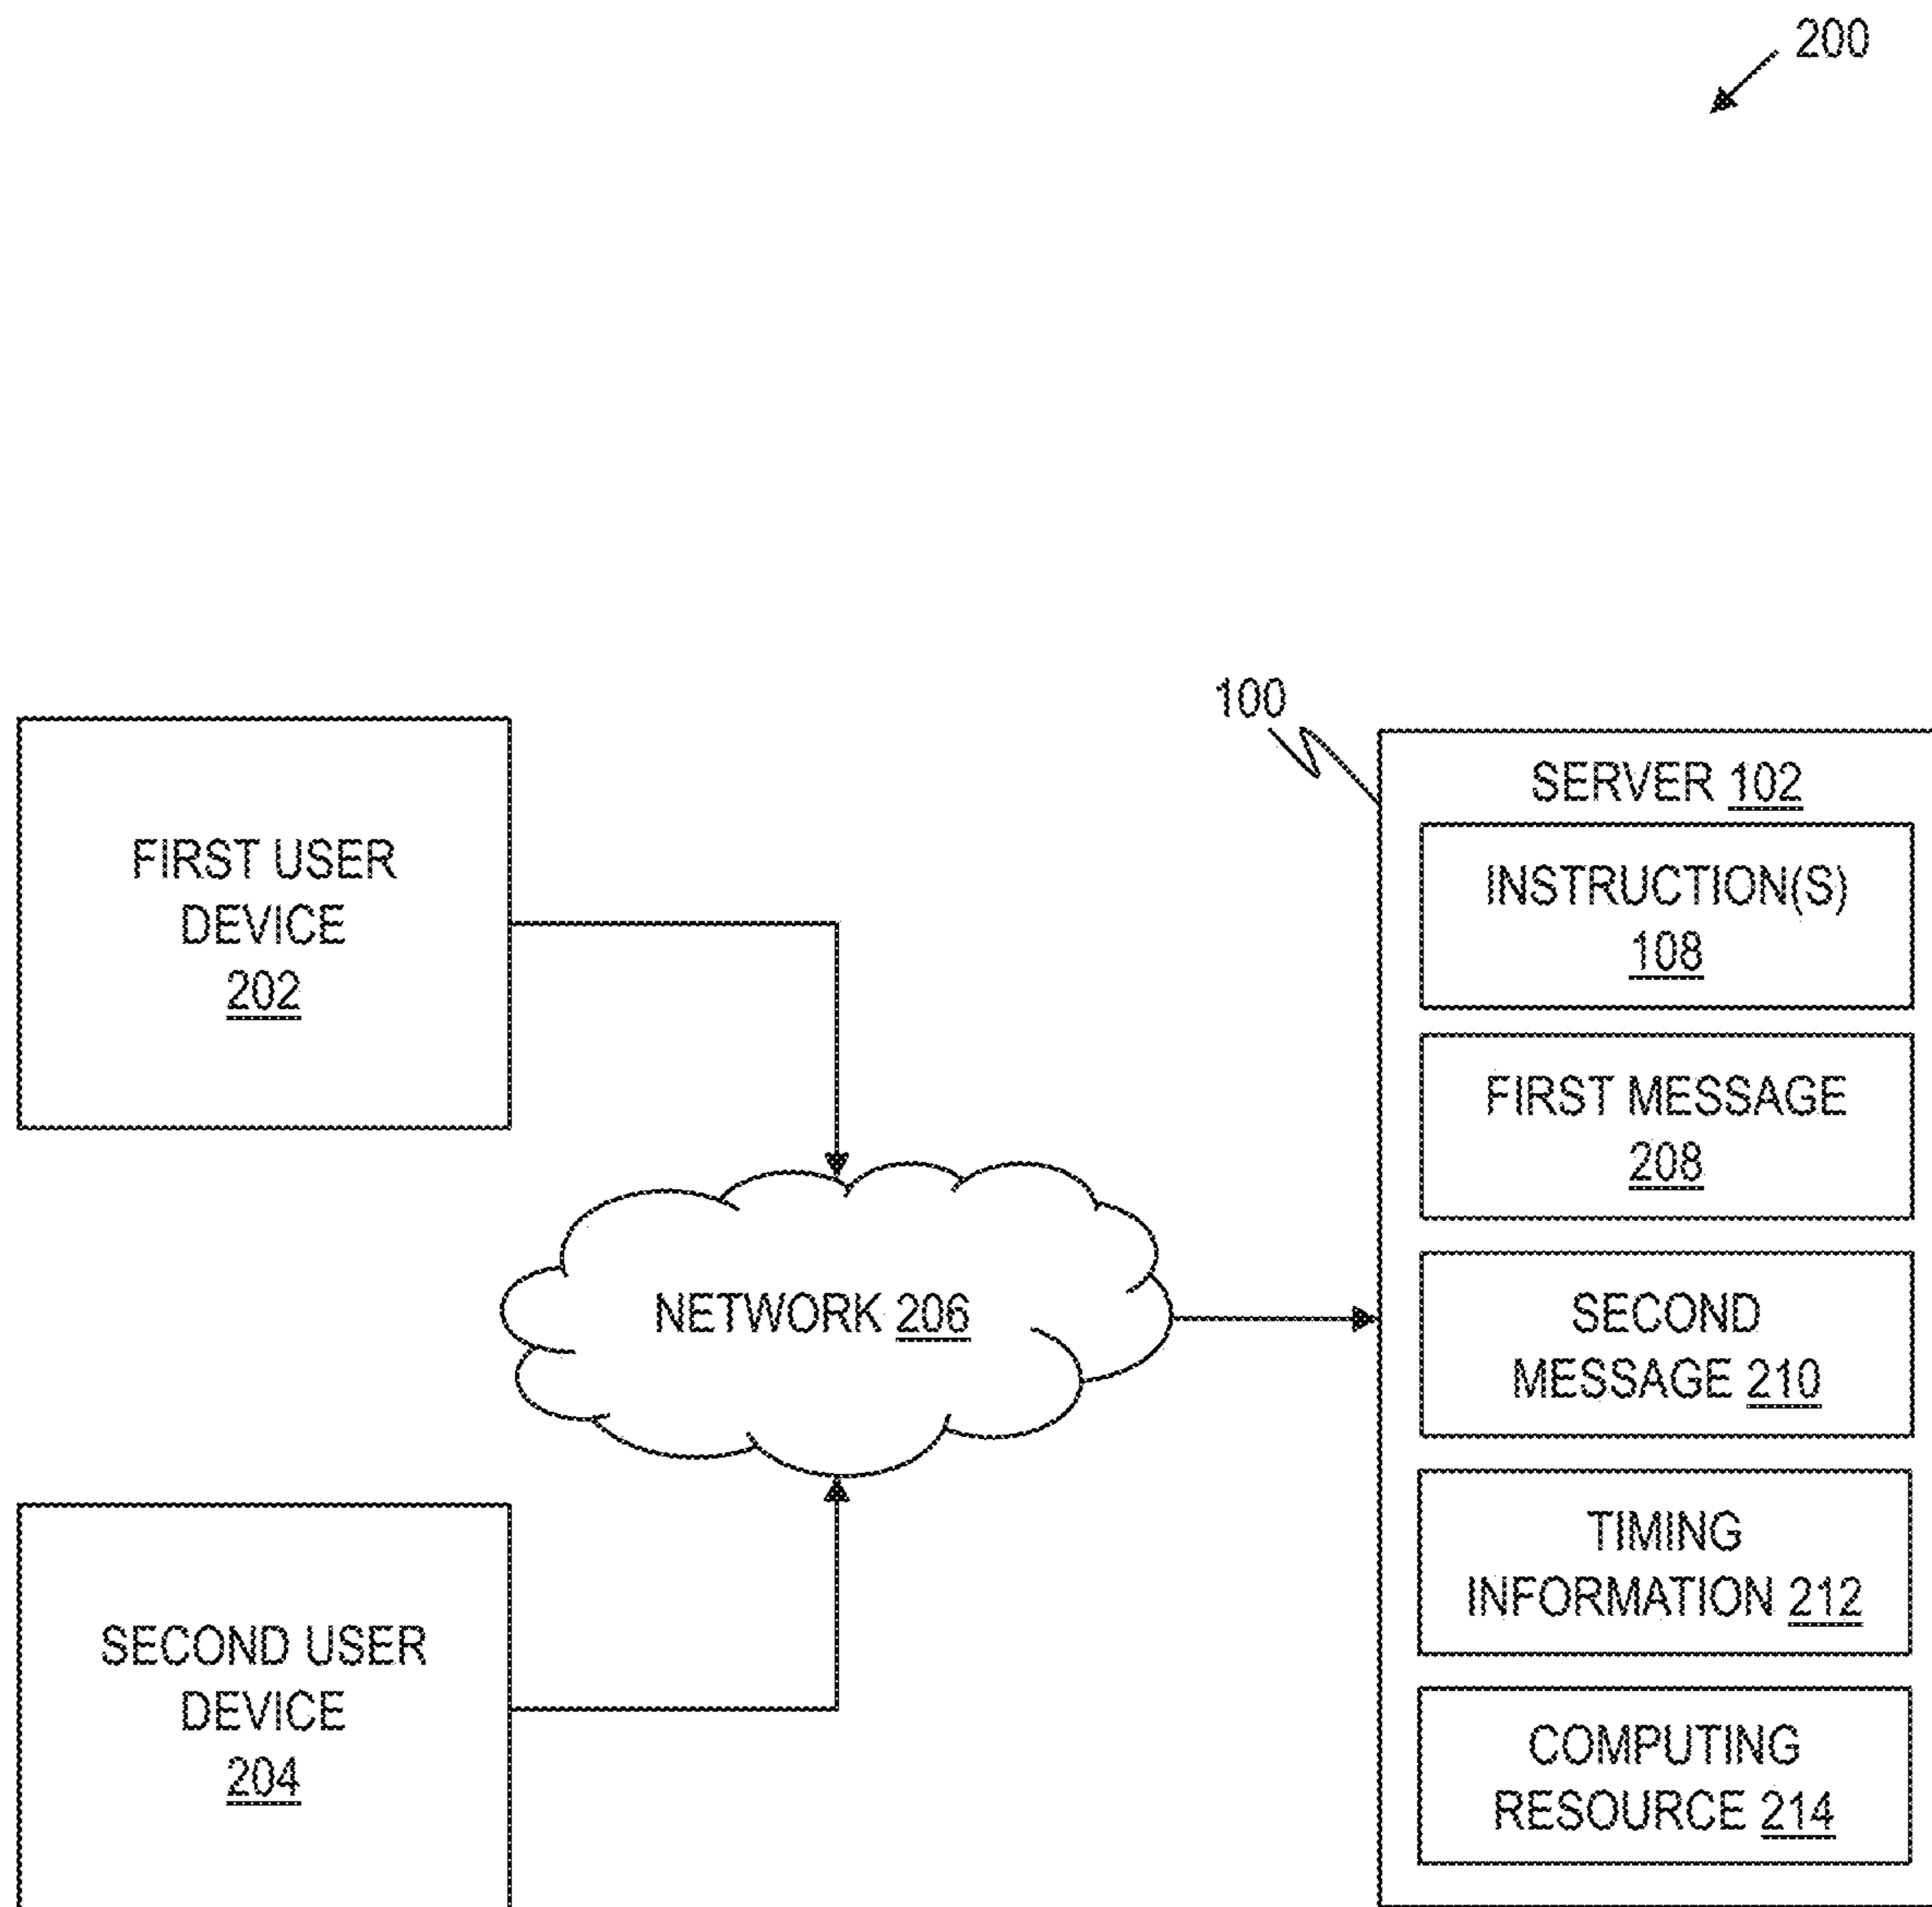 200
100
FIRST USER
DEVICE
202
SECOND USER
DEVICE
204
NETWORK 206
SERVER 102
INSTRUCTION(S)
108
FIRST MESSAGE
208
SECOND
MESSAGE 210
TIMING
INFORMATION 212
COMPUTING
RESOURCE 214